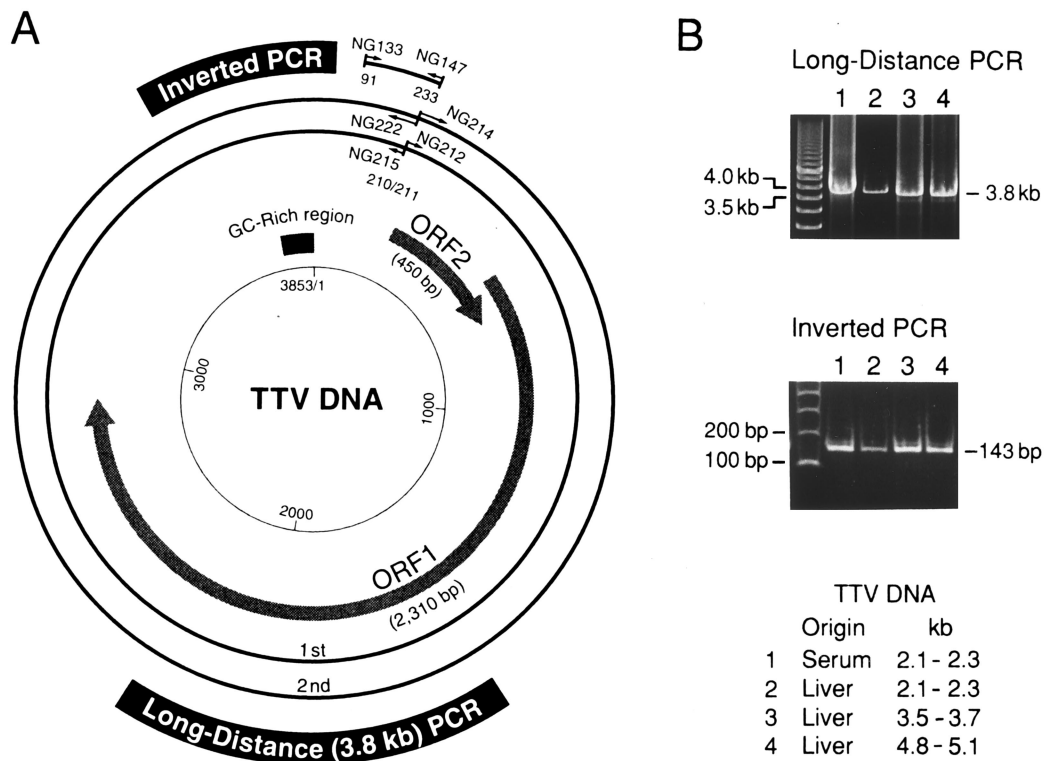 A
Inverted PCR
NG133
NG147
91
233
NG214
NG222
NG212
NG215
210/211
GC-Rich region
ORF2
(450 bp)
3853/1
3000
TTV DNA
1000
2000
ORF1
(2,310 bp)
1st
2nd
Long-Distance (3.8 kb) PCR
B
Long-Distance PCR
1 2 3 4
4.0 kb
3.5 kb
– 3.8 kb
Inverted PCR
1 2 3 4
200 bp –
100 bp –
–143 bp
TTV DNA
Origin kb
1 Serum 2.1 - 2.3
2 Liver 2.1 - 2.3
3 Liver 3.5 - 3.7
4 Liver 4.8 - 5.1